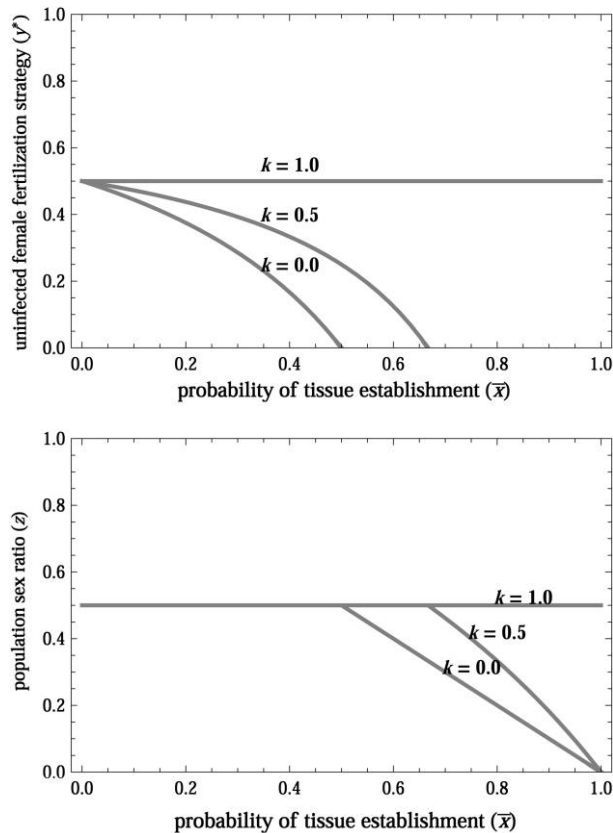 1.0
0.8
0.6
0.4
0.2
0.0
uninfected female fertilization strategy (y*)
k = 1.0
k = 0.5
k = 0.0
0.0 0.2 0.4 0.6 0.8 1.0
probability of tissue establishment (x̅)
1.0
0.8
0.6
0.4
0.2
0.0
population sex ratio (z)
k = 1.0
k = 0.5
k = 0.0
0.0 0.2 0.4 0.6 0.8 1.0
probability of tissue establishment (x̅)